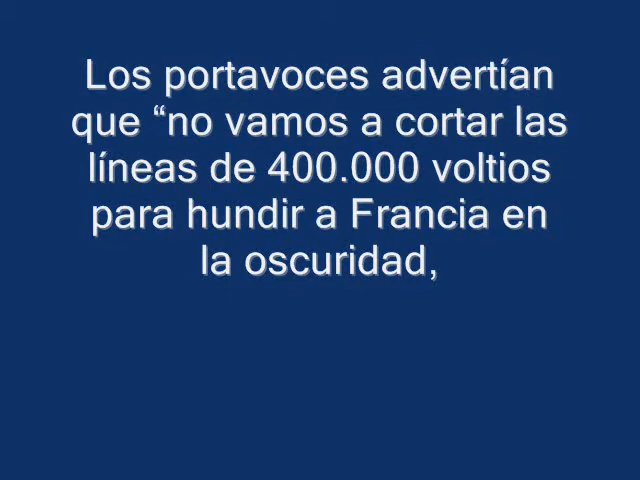 Los portavoces advertían
que “no vamos a cortar las
líneas de 400.000 voltios
para hundir a Francia en
la oscuridad,